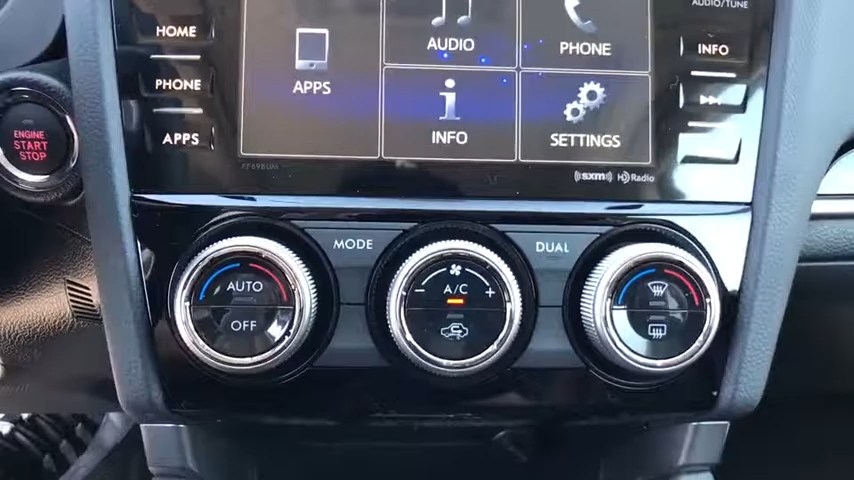 AUDIO/TUNE
HOME
AUDIO
PHONE
INFO
APPS
PHONE
APPS
INFO
SETTINGS
ENGINE
START
STOP
((SXM))
HD Radio
MODE
DUAL
AUTO
OFF
A/C
- +